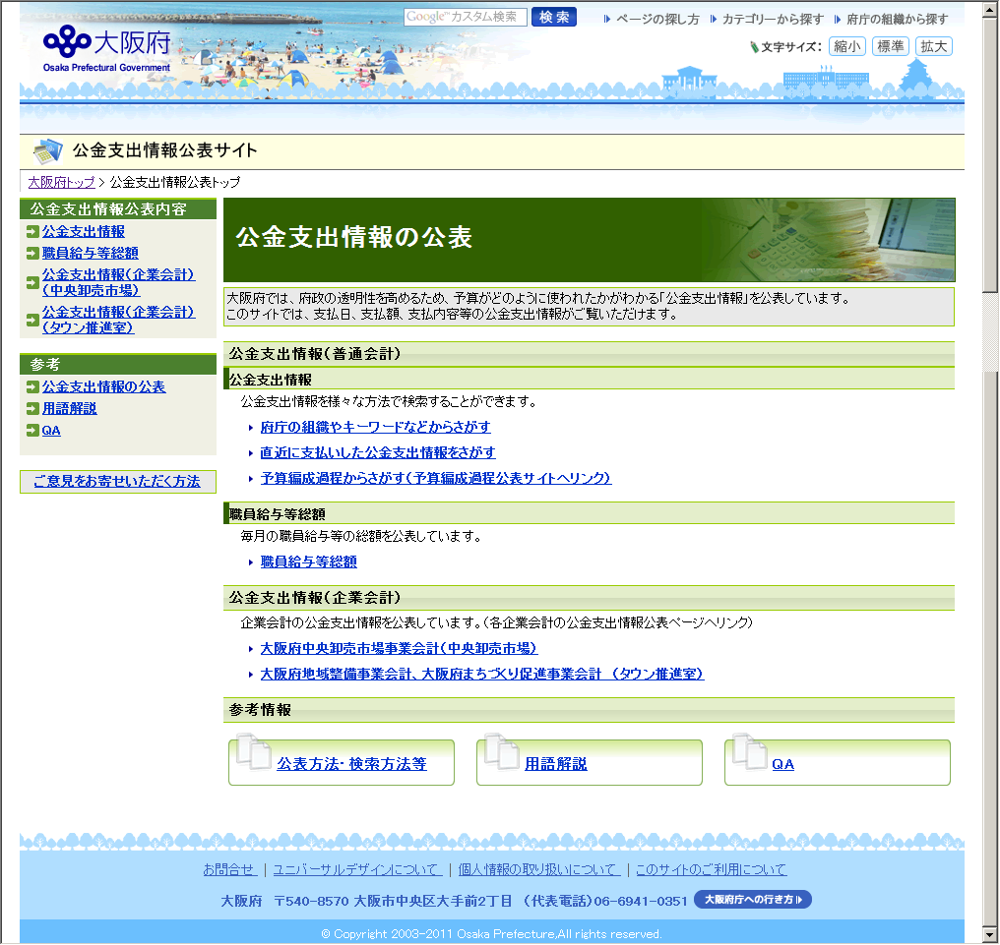 Google™ カスタム検索 検索 ページの探し方 カテゴリーから探す 府庁の組織から探す
大阪府
Osaka Prefectural Government
文字サイズ: 縮小 標準 拡大
公金支出情報公表サイト
大阪府トップ > 公金支出情報公表トップ
公金支出情報公表内容
公金支出情報
職員給与等総額
公金支出情報(企業会計)
(中央卸売市場)
公金支出情報(企業会計)
(タウン推進室)
参考
公金支出情報の公表
用語解説
QA
ご意見をお寄せいただく方法
公金支出情報の公表
大阪府では、府政の透明性を高めるため、予算がどのように使われたかがわかる「公金支出情報」を公表しています。
このサイトでは、支払日、支払額、支払内容等の公金支出情報がご覧いただけます。
公金支出情報(普通会計)
公金支出情報
公金支出情報を様々な方法で検索することができます。
府庁の組織やキーワードなどからさがす
直近に支払いした公金支出情報をさがす
予算編成過程からさがす(予算編成過程公表サイトへリンク)
職員給与等総額
毎月の職員給与等の総額を公表しています。
職員給与等総額
公金支出情報(企業会計)
企業会計の公金支出情報を公表しています。(各企業会計の公金支出情報公表ページへリンク)
大阪府中央卸売市場事業会計(中央卸売市場)
大阪府地域整備事業会計、大阪府まちづくり促進事業会計 (タウン推進室)
参考情報
公表方法・検索方法等 用語解説 QA
お問合せ | ユニバーサルデザインについて | 個人情報の取り扱いについて | このサイトのご利用について
大阪府 〒540-8570 大阪市中央区大手前2丁目 (代表電話)06-6941-0351 大阪府庁への行き方
© Copyright 2003-2011 Osaka Prefecture,All rights reserved.